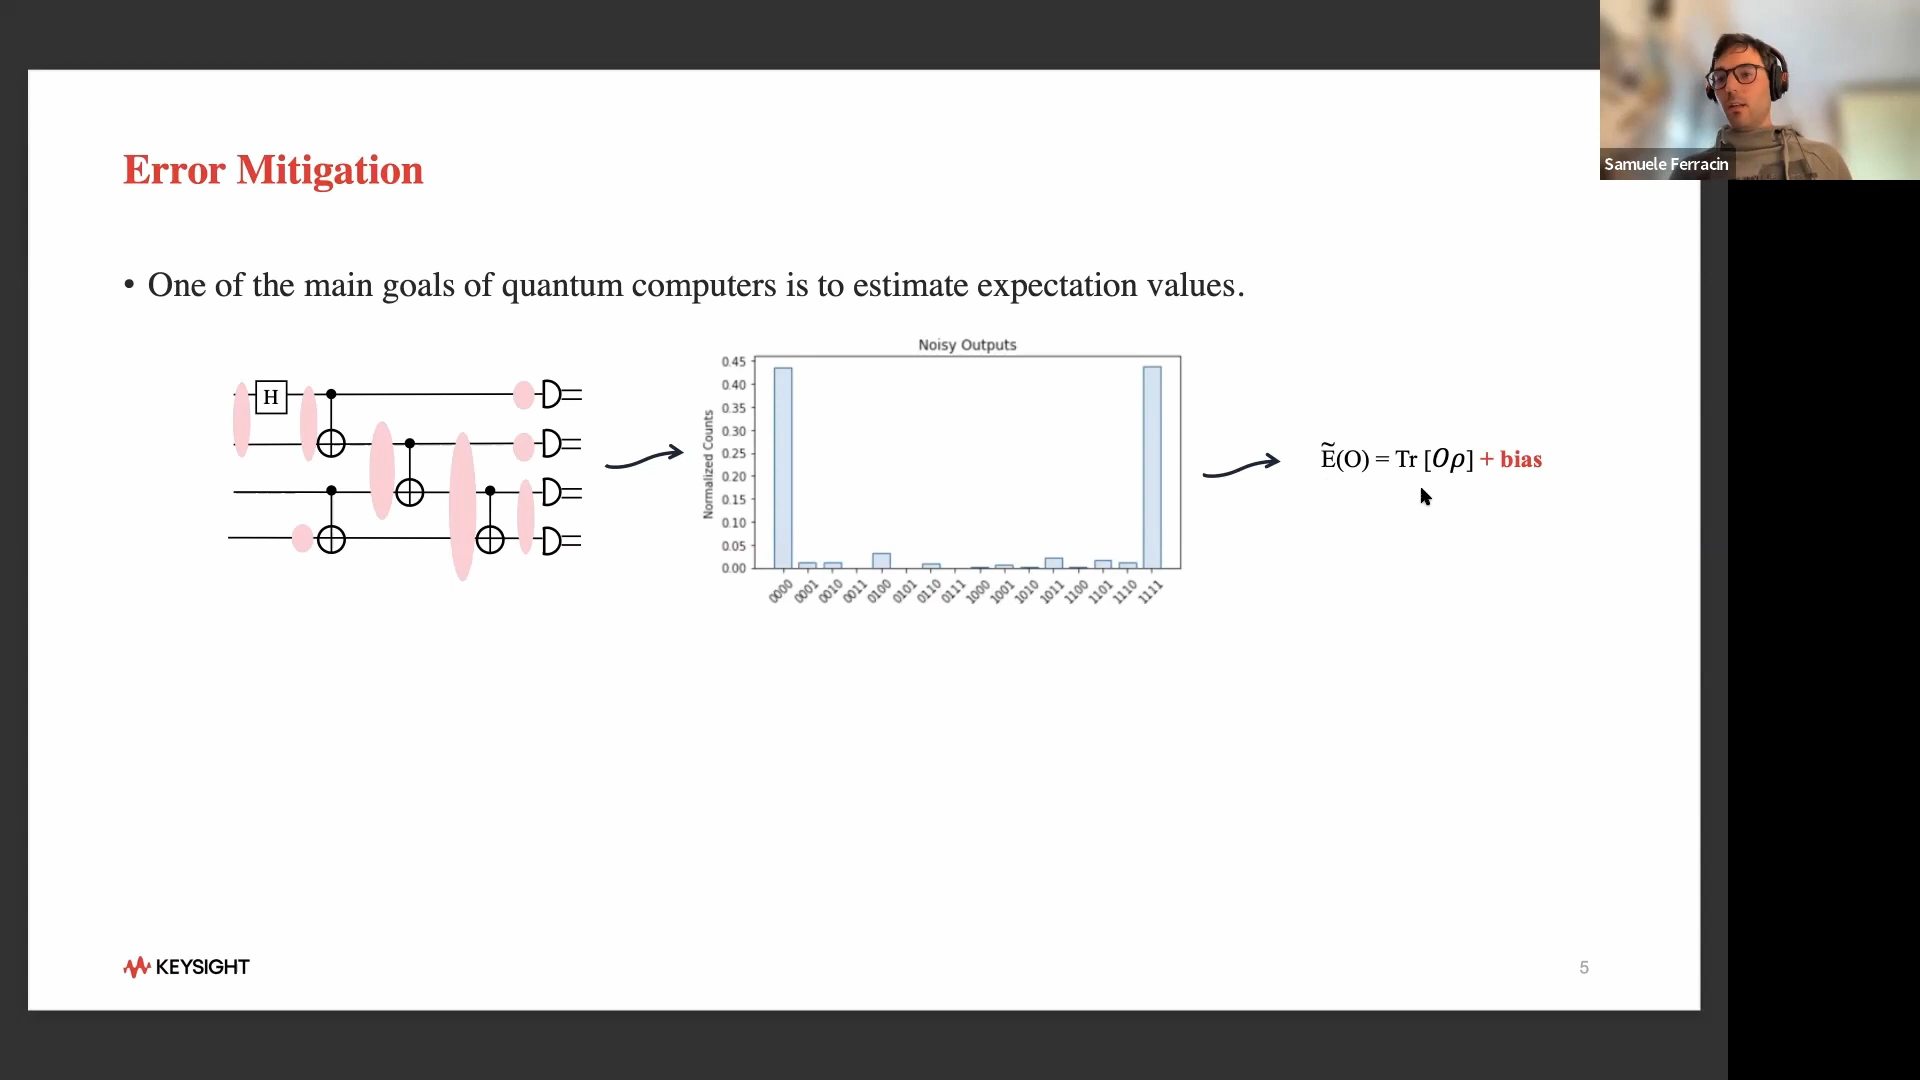 Samuele Ferracin
Error Mitigation
• One of the main goals of quantum computers is to estimate expectation values.
H
Noisy Outputs
Normalized Counts
0.45
0.40
0.35
0.30
0.25
0.20
0.15
0.10
0.05
0.00
0000 0001 0010 0011 0100 0101 0110 0111 1000 1001 1010 1011 1100 1101 1110 1111
Ẽ(O) = Tr [Oρ] + bias
KEYSIGHT
5